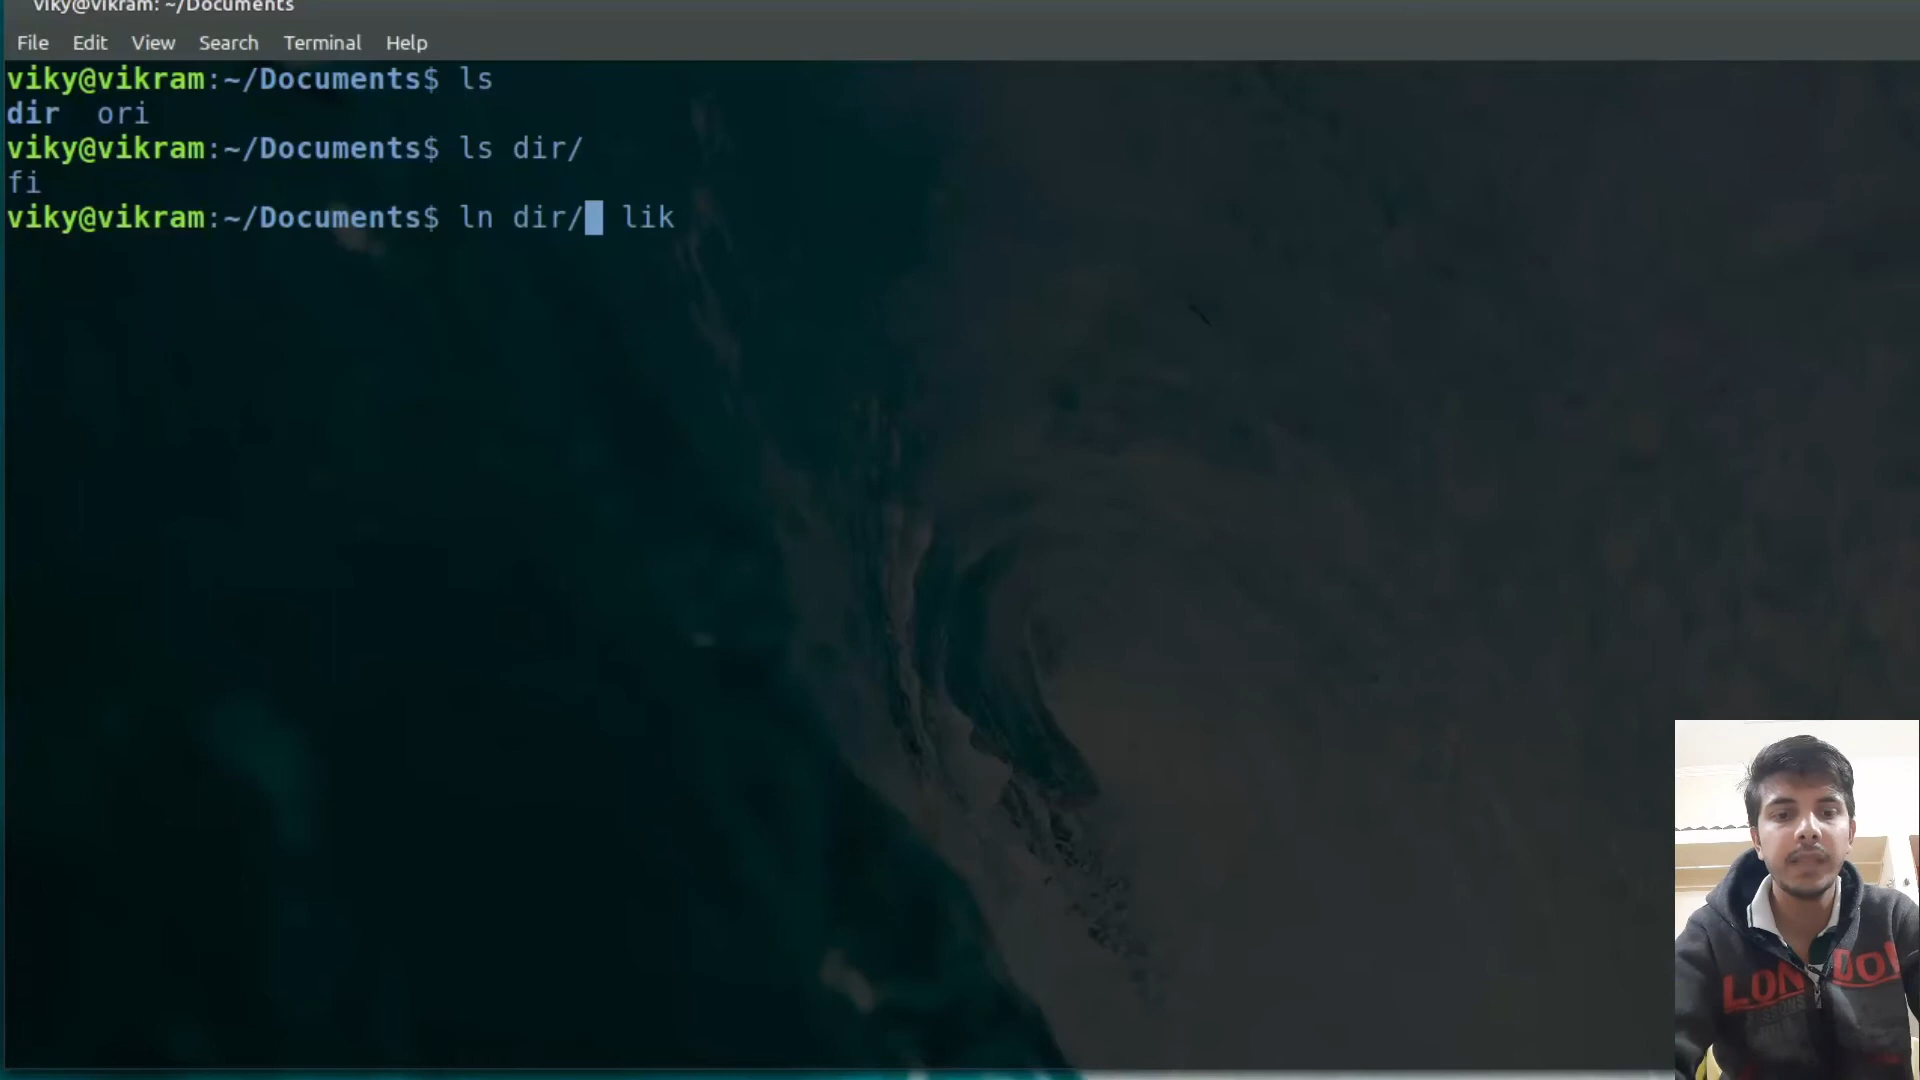 viky@vikram: ~/Documents
File Edit View Search Terminal Help
viky@vikram:~/Documents$ ls
dir ori
viky@vikram:~/Documents$ ls dir/
fi
viky@vikram:~/Documents$ ln dir/ lik